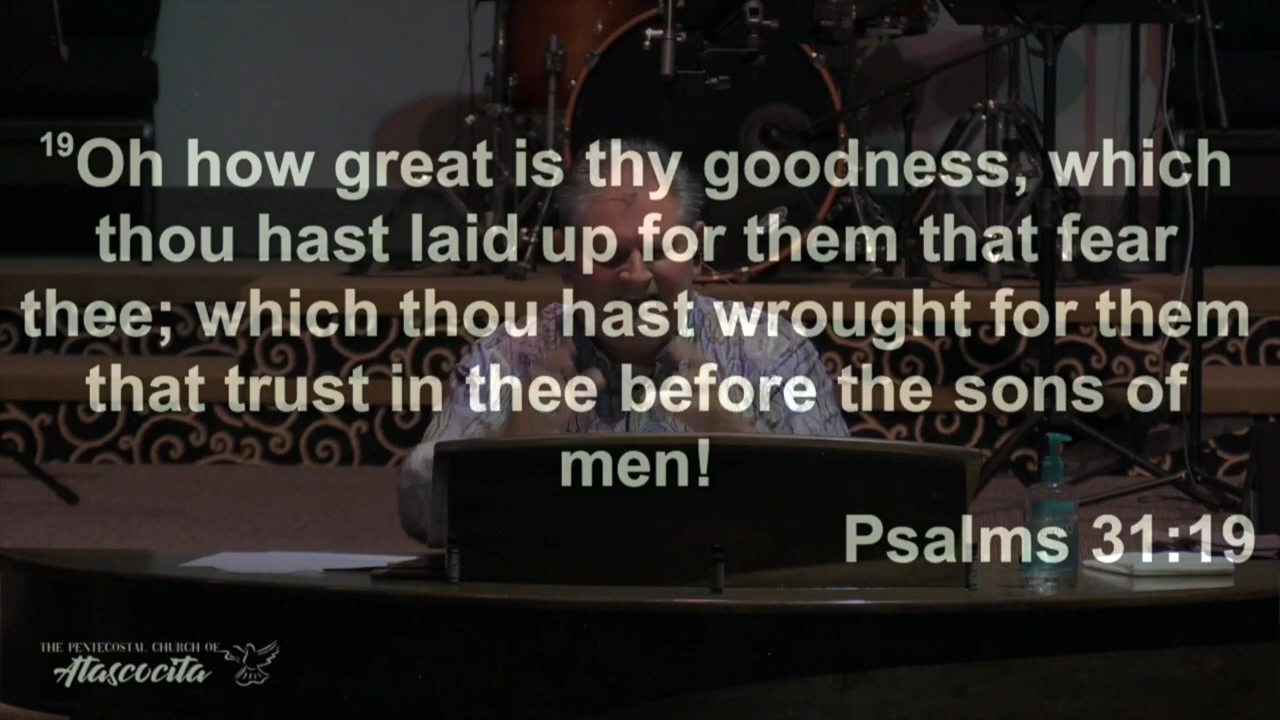 19Oh how great is thy goodness, which
thou hast laid up for them that fear
thee; which thou hast wrought for them
that trust in thee before the sons of
men!
Psalms 31:19
THE PENTECOSTAL CHURCH OF
Atascocita